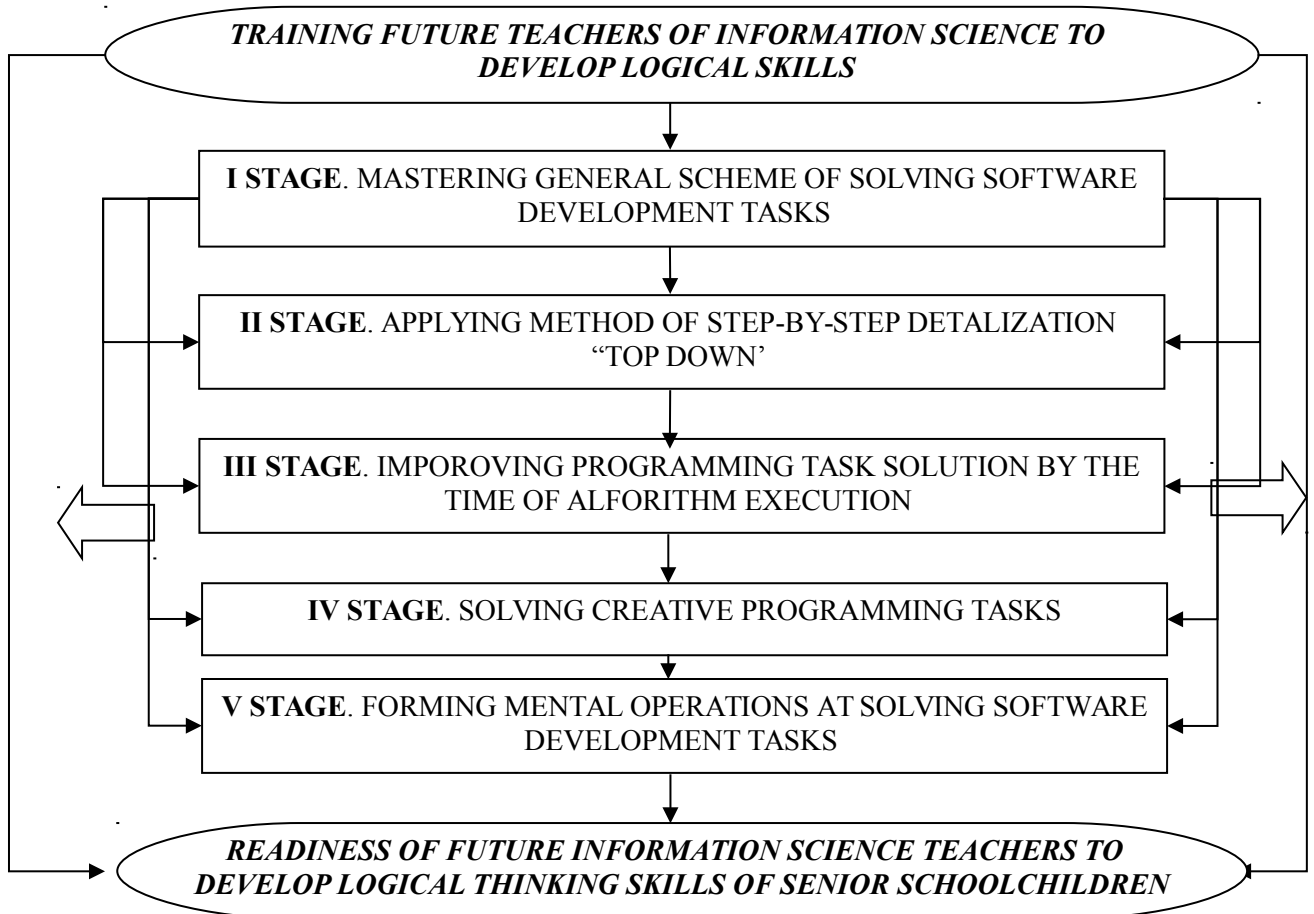 TRAINING FUTURE TEACHERS OF INFORMATION SCIENCE TO
DEVELOP LOGICAL SKILLS
I STAGE. MASTERING GENERAL SCHEME OF SOLVING SOFTWARE
DEVELOPMENT TASKS
II STAGE. APPLYING METHOD OF STEP-BY-STEP DETALIZATION
“TOP DOWN’
III STAGE. IMPOROVING PROGRAMMING TASK SOLUTION BY THE
TIME OF ALFORITHM EXECUTION
IV STAGE. SOLVING CREATIVE PROGRAMMING TASKS
V STAGE. FORMING MENTAL OPERATIONS AT SOLVING SOFTWARE
DEVELOPMENT TASKS
READINESS OF FUTURE INFORMATION SCIENCE TEACHERS TO
DEVELOP LOGICAL THINKING SKILLS OF SENIOR SCHOOLCHILDREN